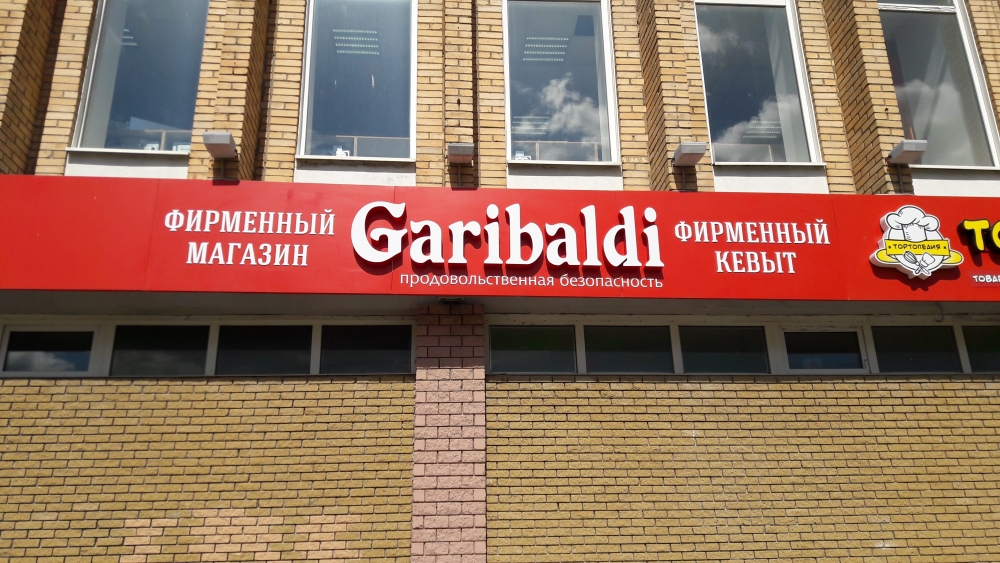 ФИРМЕННЫЙ
МАГАЗИН
Garibaldi
продовольственная безопасность
ФИРМЕННЫЙ
КЕВЫТ
ТОРТОПЕДИЯ